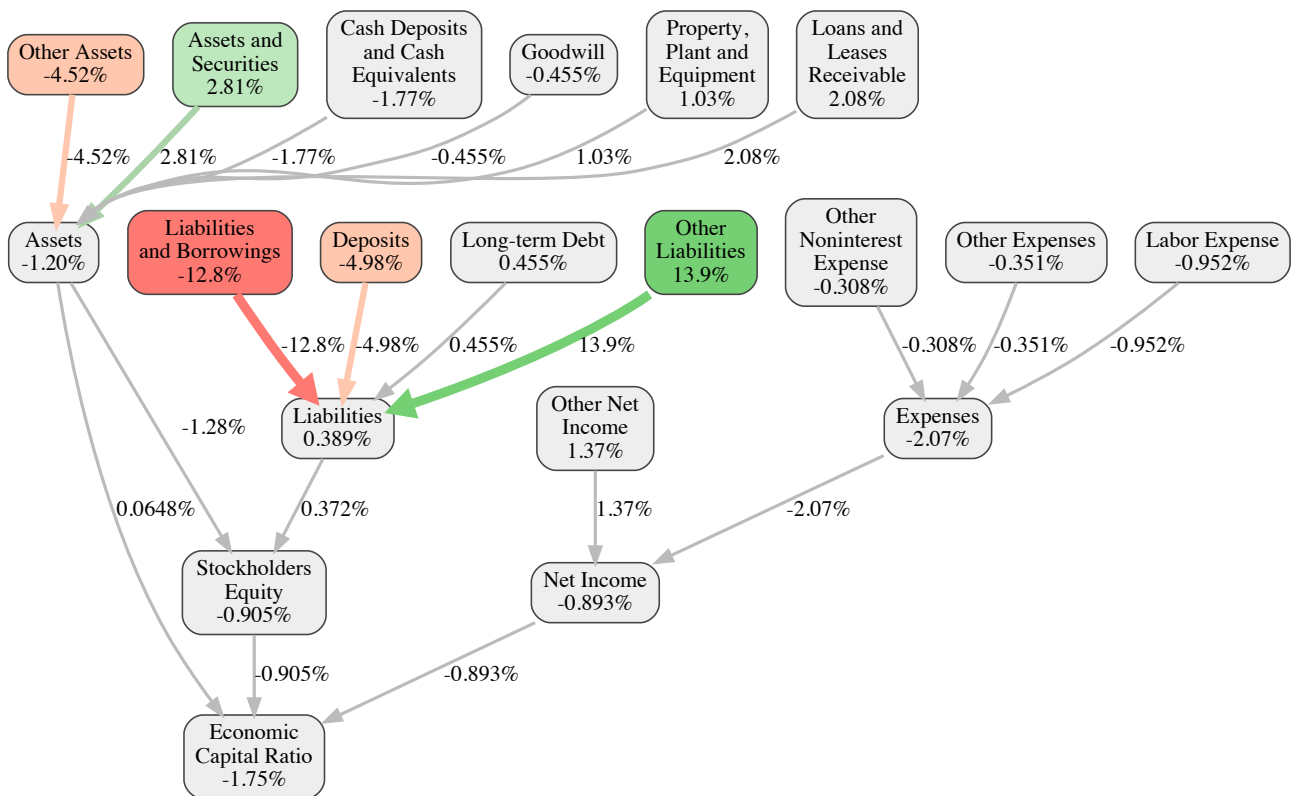 Other Assets
-4.52%
Assets and
Securities
2.81%
Cash Deposits
and Cash
Equivalents
-1.77%
Goodwill
-0.455%
Property,
Plant and
Equipment
1.03%
Loans and
Leases
Receivable
2.08%
-4.52%
2.81%
-1.77%
-0.455%
1.03%
2.08%
Assets
-1.20%
Liabilities
and Borrowings
-12.8%
Deposits
-4.98%
Long-term Debt
0.455%
Other
Liabilities
13.9%
Other
Noninterest
Expense
-0.308%
Other Expenses
-0.351%
Labor Expense
-0.952%
-12.8%
-4.98%
0.455%
13.9%
-0.308%
-0.351%
-0.952%
-1.28%
Liabilities
0.389%
Other Net
Income
1.37%
Expenses
-2.07%
0.0648%
0.372%
1.37%
-2.07%
Stockholders
Equity
-0.905%
Net Income
-0.893%
-0.905%
-0.893%
Economic
Capital Ratio
-1.75%